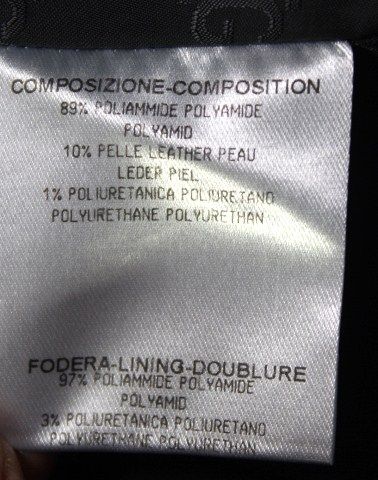 COMPOSIZIONE-COMPOSITION
89% POLIAMMIDE POLYAMIDE
POLYAMID
10% PELLE LEATHER PEAU
LEDER PIEL
1% POLIURETANICA POLIURETANO
POLYURETHANE POLYURETHAN
FODERA-LINING-DOUBLURE
97% POLIAMMIDE POLYAMIDE
POLYAMID
3% POLIURETANICA POLIURETANO
POLYURETHANE POLYURETHAN